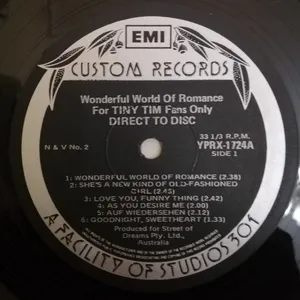 EMI
CUSTOM RECORDS
Wonderful World Of Romance
For TINY TIM Fans Only
DIRECT TO DISC
33 1/3 R.P.M.
N & V No. 2
YPRX-1724A
SIDE 1
1- WONDERFUL WORLD OF ROMANCE (2.38)
2- SHE'S A NEW KIND OF OLD-FASHIONED
GIRL (2.45)
3- LOVE YOU, FUNNY THING (2.42)
4- AS YOU DESIRE ME (2.00)
5- AUF WIEDERSEHEN (2.12)
6- GOODNIGHT, SWEETHEART (1.33)
Produced for Street of
Dreams Pty. Ltd.,
Australia
A FACILITY OF STUDIOS 301